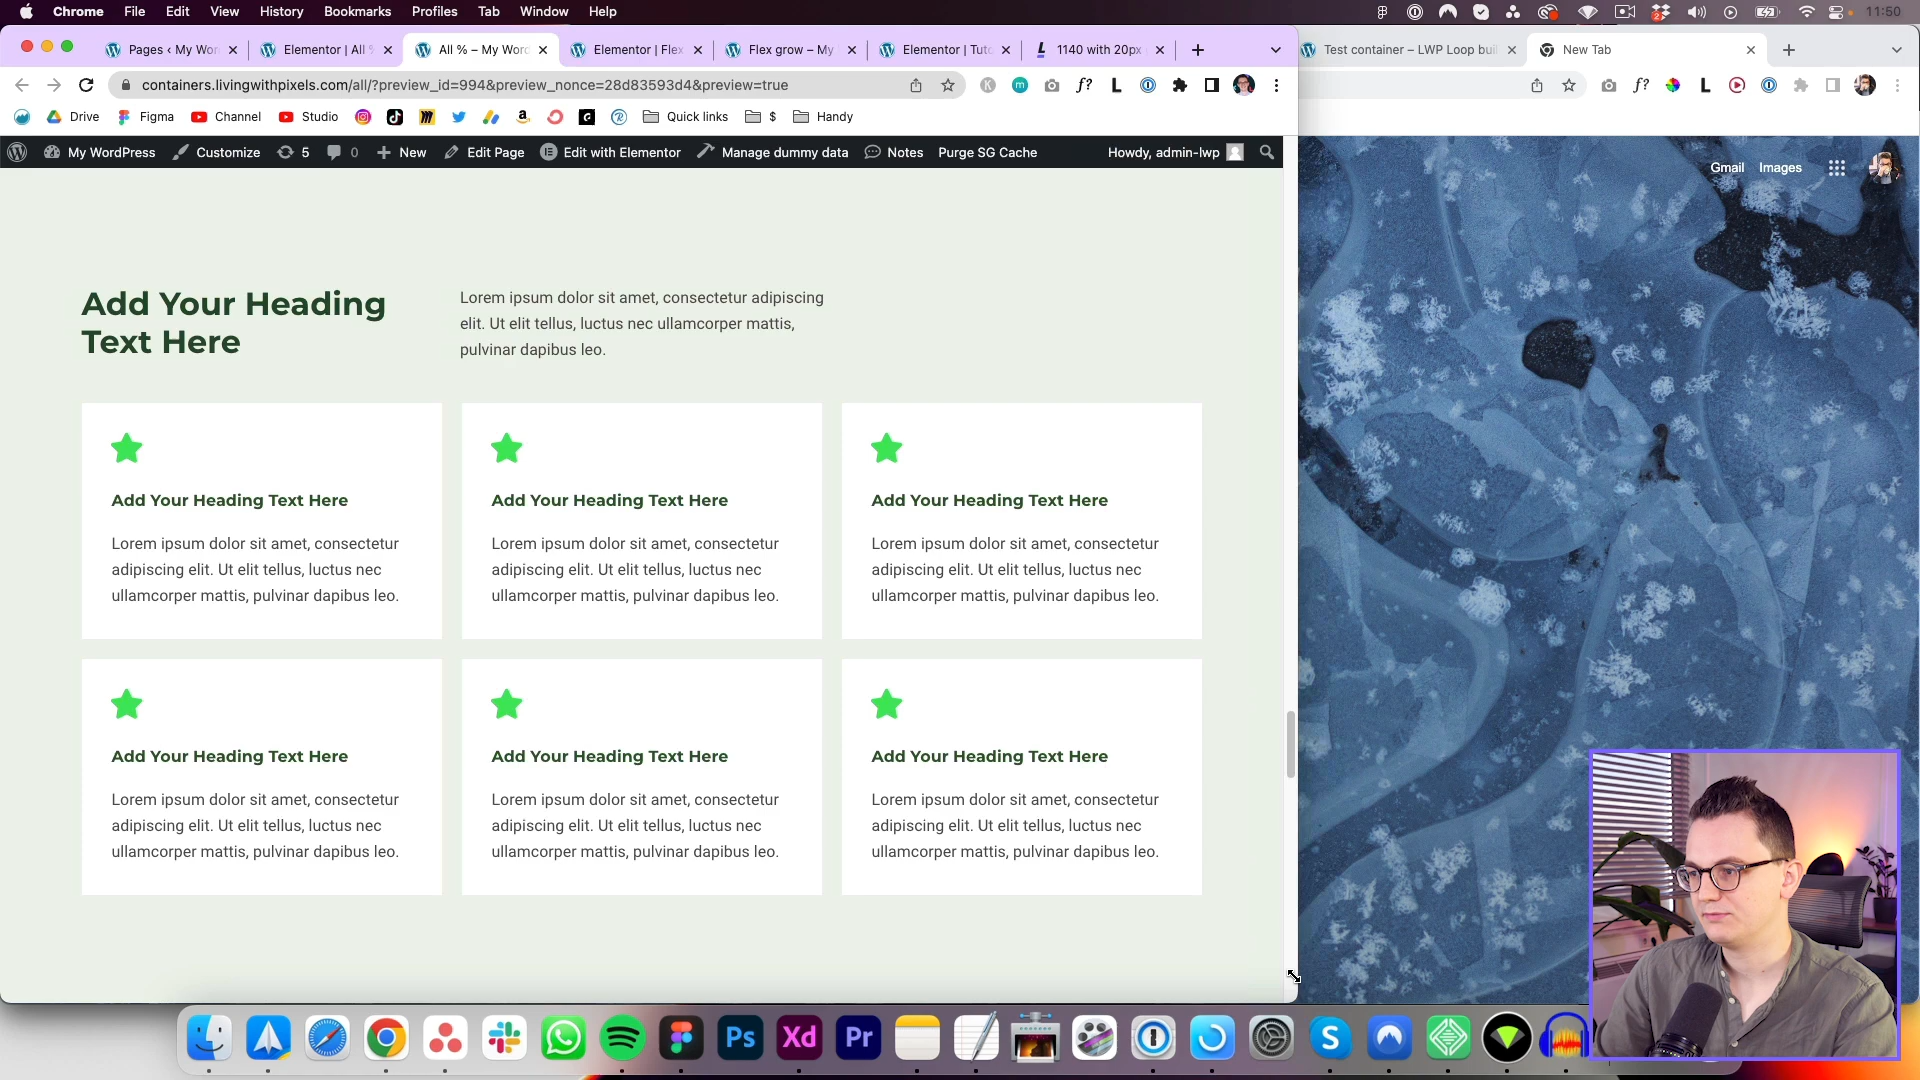 Chrome File Edit View History Bookmarks Profiles Tab Window Help 11:50
Pages ‹ My Wor Elementor | All % All % – My Worc Elementor | Flex Flex grow – My Elementor | Tuto 1140 with 20px
Test container – LWP Loop buil New Tab
containers.livingwithpixels.com/all/?preview_id=994&preview_nonce=28d83593d4&preview=true
Drive Figma Channel Studio Quick links $ Handy
My WordPress Customize 5 0 New Edit Page Edit with Elementor Manage dummy data Notes Purge SG Cache Howdy, admin-lwp
Gmail Images
Add Your Heading
Text Here
Lorem ipsum dolor sit amet, consectetur adipiscing
elit. Ut elit tellus, luctus nec ullamcorper mattis,
pulvinar dapibus leo.
Add Your Heading Text Here
Lorem ipsum dolor sit amet, consectetur
adipiscing elit. Ut elit tellus, luctus nec
ullamcorper mattis, pulvinar dapibus leo.
Add Your Heading Text Here
Lorem ipsum dolor sit amet, consectetur
adipiscing elit. Ut elit tellus, luctus nec
ullamcorper mattis, pulvinar dapibus leo.
Add Your Heading Text Here
Lorem ipsum dolor sit amet, consectetur
adipiscing elit. Ut elit tellus, luctus nec
ullamcorper mattis, pulvinar dapibus leo.
Add Your Heading Text Here
Lorem ipsum dolor sit amet, consectetur
adipiscing elit. Ut elit tellus, luctus nec
ullamcorper mattis, pulvinar dapibus leo.
Add Your Heading Text Here
Lorem ipsum dolor sit amet, consectetur
adipiscing elit. Ut elit tellus, luctus nec
ullamcorper mattis, pulvinar dapibus leo.
Add Your Heading Text Here
Lorem ipsum dolor sit amet, consectetur
adipiscing elit. Ut elit tellus, luctus nec
ullamcorper mattis, pulvinar dapibus leo.
Ps Xd Pr